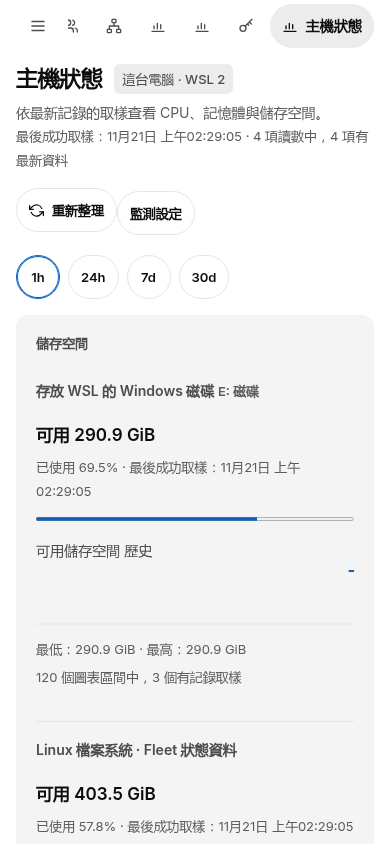 主機狀態
主機狀態 這台電腦 · WSL 2
依最新記錄的取樣查看 CPU、記憶體與儲存空間。
最後成功取樣：11月21日 上午02:29:05 · 4 項讀數中，4 項有
最新資料
重新整理 監測設定
1h 24h 7d 30d
儲存空間
存放 WSL 的 Windows 磁碟 E: 磁碟
可用 290.9 GiB
已使用 69.5% · 最後成功取樣：11月21日 上午
02:29:05
可用儲存空間 歷史
最低：290.9 GiB · 最高：290.9 GiB
120 個圖表區間中，3 個有記錄取樣
Linux 檔案系統 · Fleet 狀態資料
可用 403.5 GiB
已使用 57.8% · 最後成功取樣：11月21日 上午02:29:05